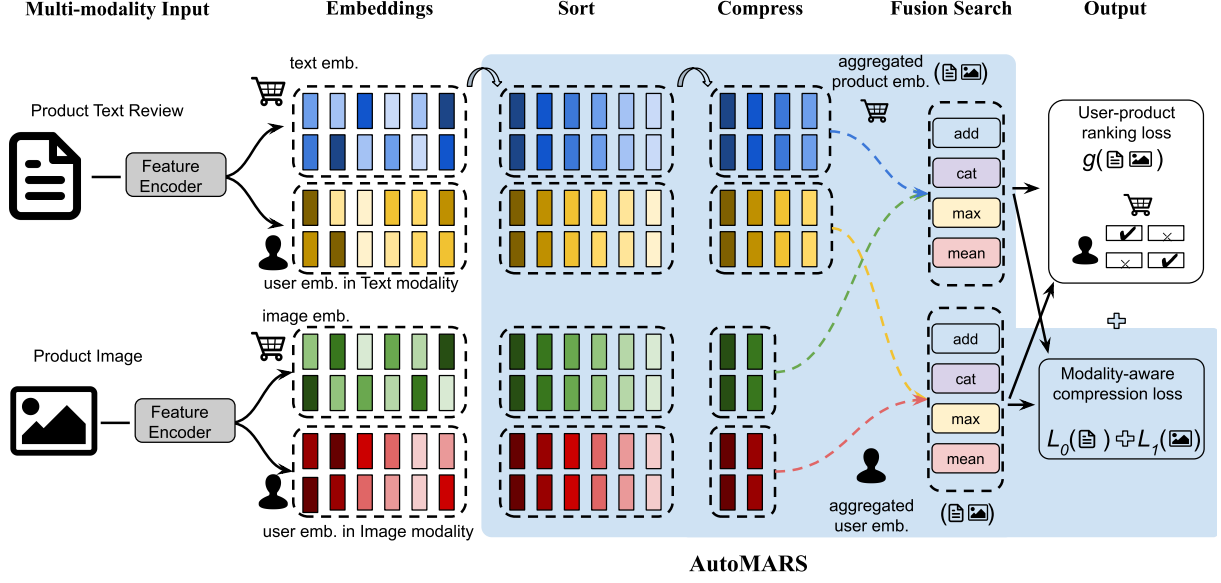 Multi-modality Input
Embeddings
Sort
Compress
Fusion Search
Output
text emb.
Product Text Review
Feature
Encoder
user emb. in Text modality
image emb.
Product Image
Feature
Encoder
user emb. in Image modality
aggregated
product emb.
( )
add
cat
max
mean
add
cat
max
mean
aggregated
user emb.
( )
User-product
ranking loss
g( )
Modality-aware
compression loss
L0( ) + L1( )
AutoMARS